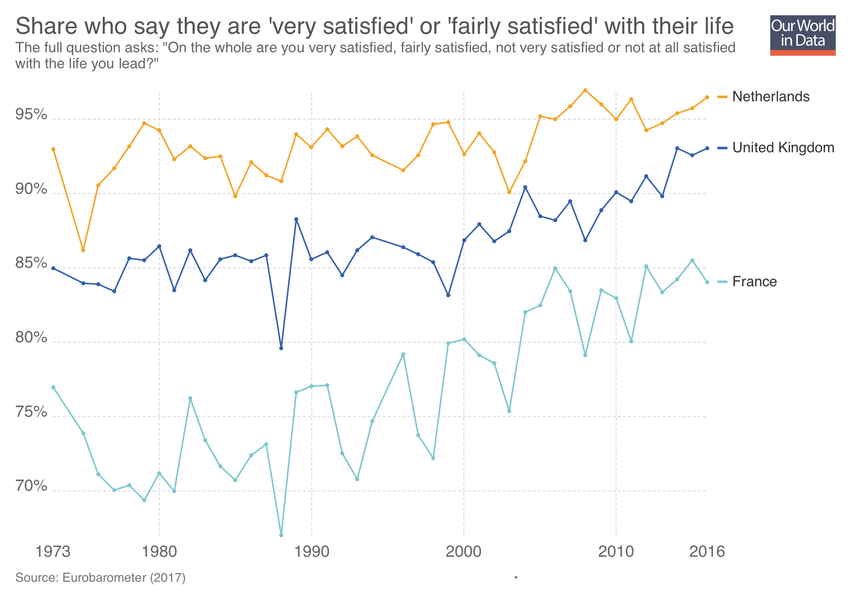 Share who say they are 'very satisfied' or 'fairly satisfied' with their life
The full question asks: "On the whole are you very satisfied, fairly satisfied, not very satisfied or not at all satisfied
with the life you lead?"
Our World
in Data
95%
90%
85%
80%
75%
70%
Netherlands
United Kingdom
France
1973
1980
1990
2000
2010
2016
Source: Eurobarometer (2017)